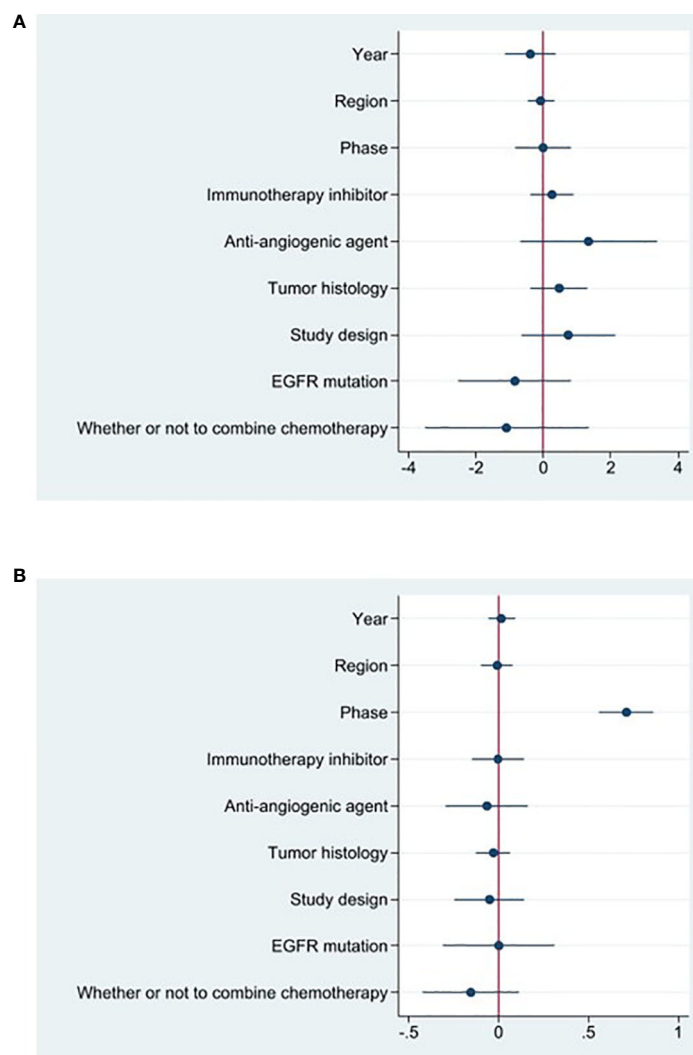 A
Year
Region
Phase
Immunotherapy inhibitor
Anti-angiogenic agent
Tumor histology
Study design
EGFR mutation
Whether or not to combine chemotherapy
-4 -2 0 2 4
B
Year
Region
Phase
Immunotherapy inhibitor
Anti-angiogenic agent
Tumor histology
Study design
EGFR mutation
Whether or not to combine chemotherapy
-.5 0 .5 1